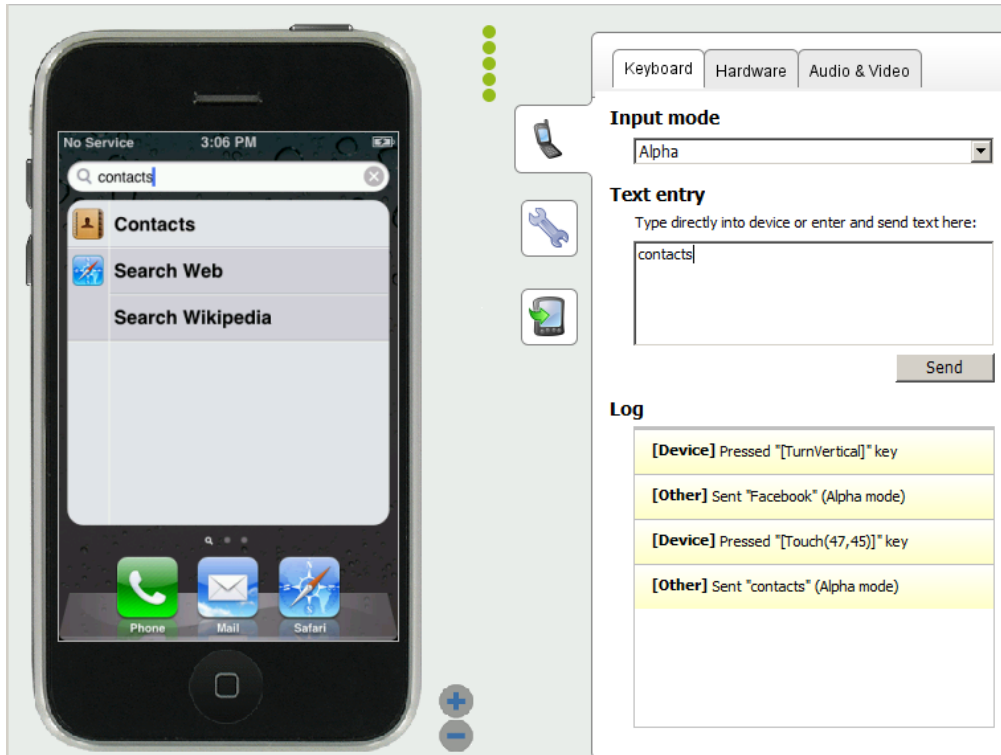 No Service 3:06 PM
contacts
Contacts
Search Web
Search Wikipedia
Phone Mail Safari
Keyboard Hardware Audio & Video
Input mode
Alpha
Text entry
Type directly into device or enter and send text here:
contacts
Send
Log
[Device] Pressed "[TurnVertical]" key
[Other] Sent "Facebook" (Alpha mode)
[Device] Pressed "[Touch(47,45)]" key
[Other] Sent "contacts" (Alpha mode)